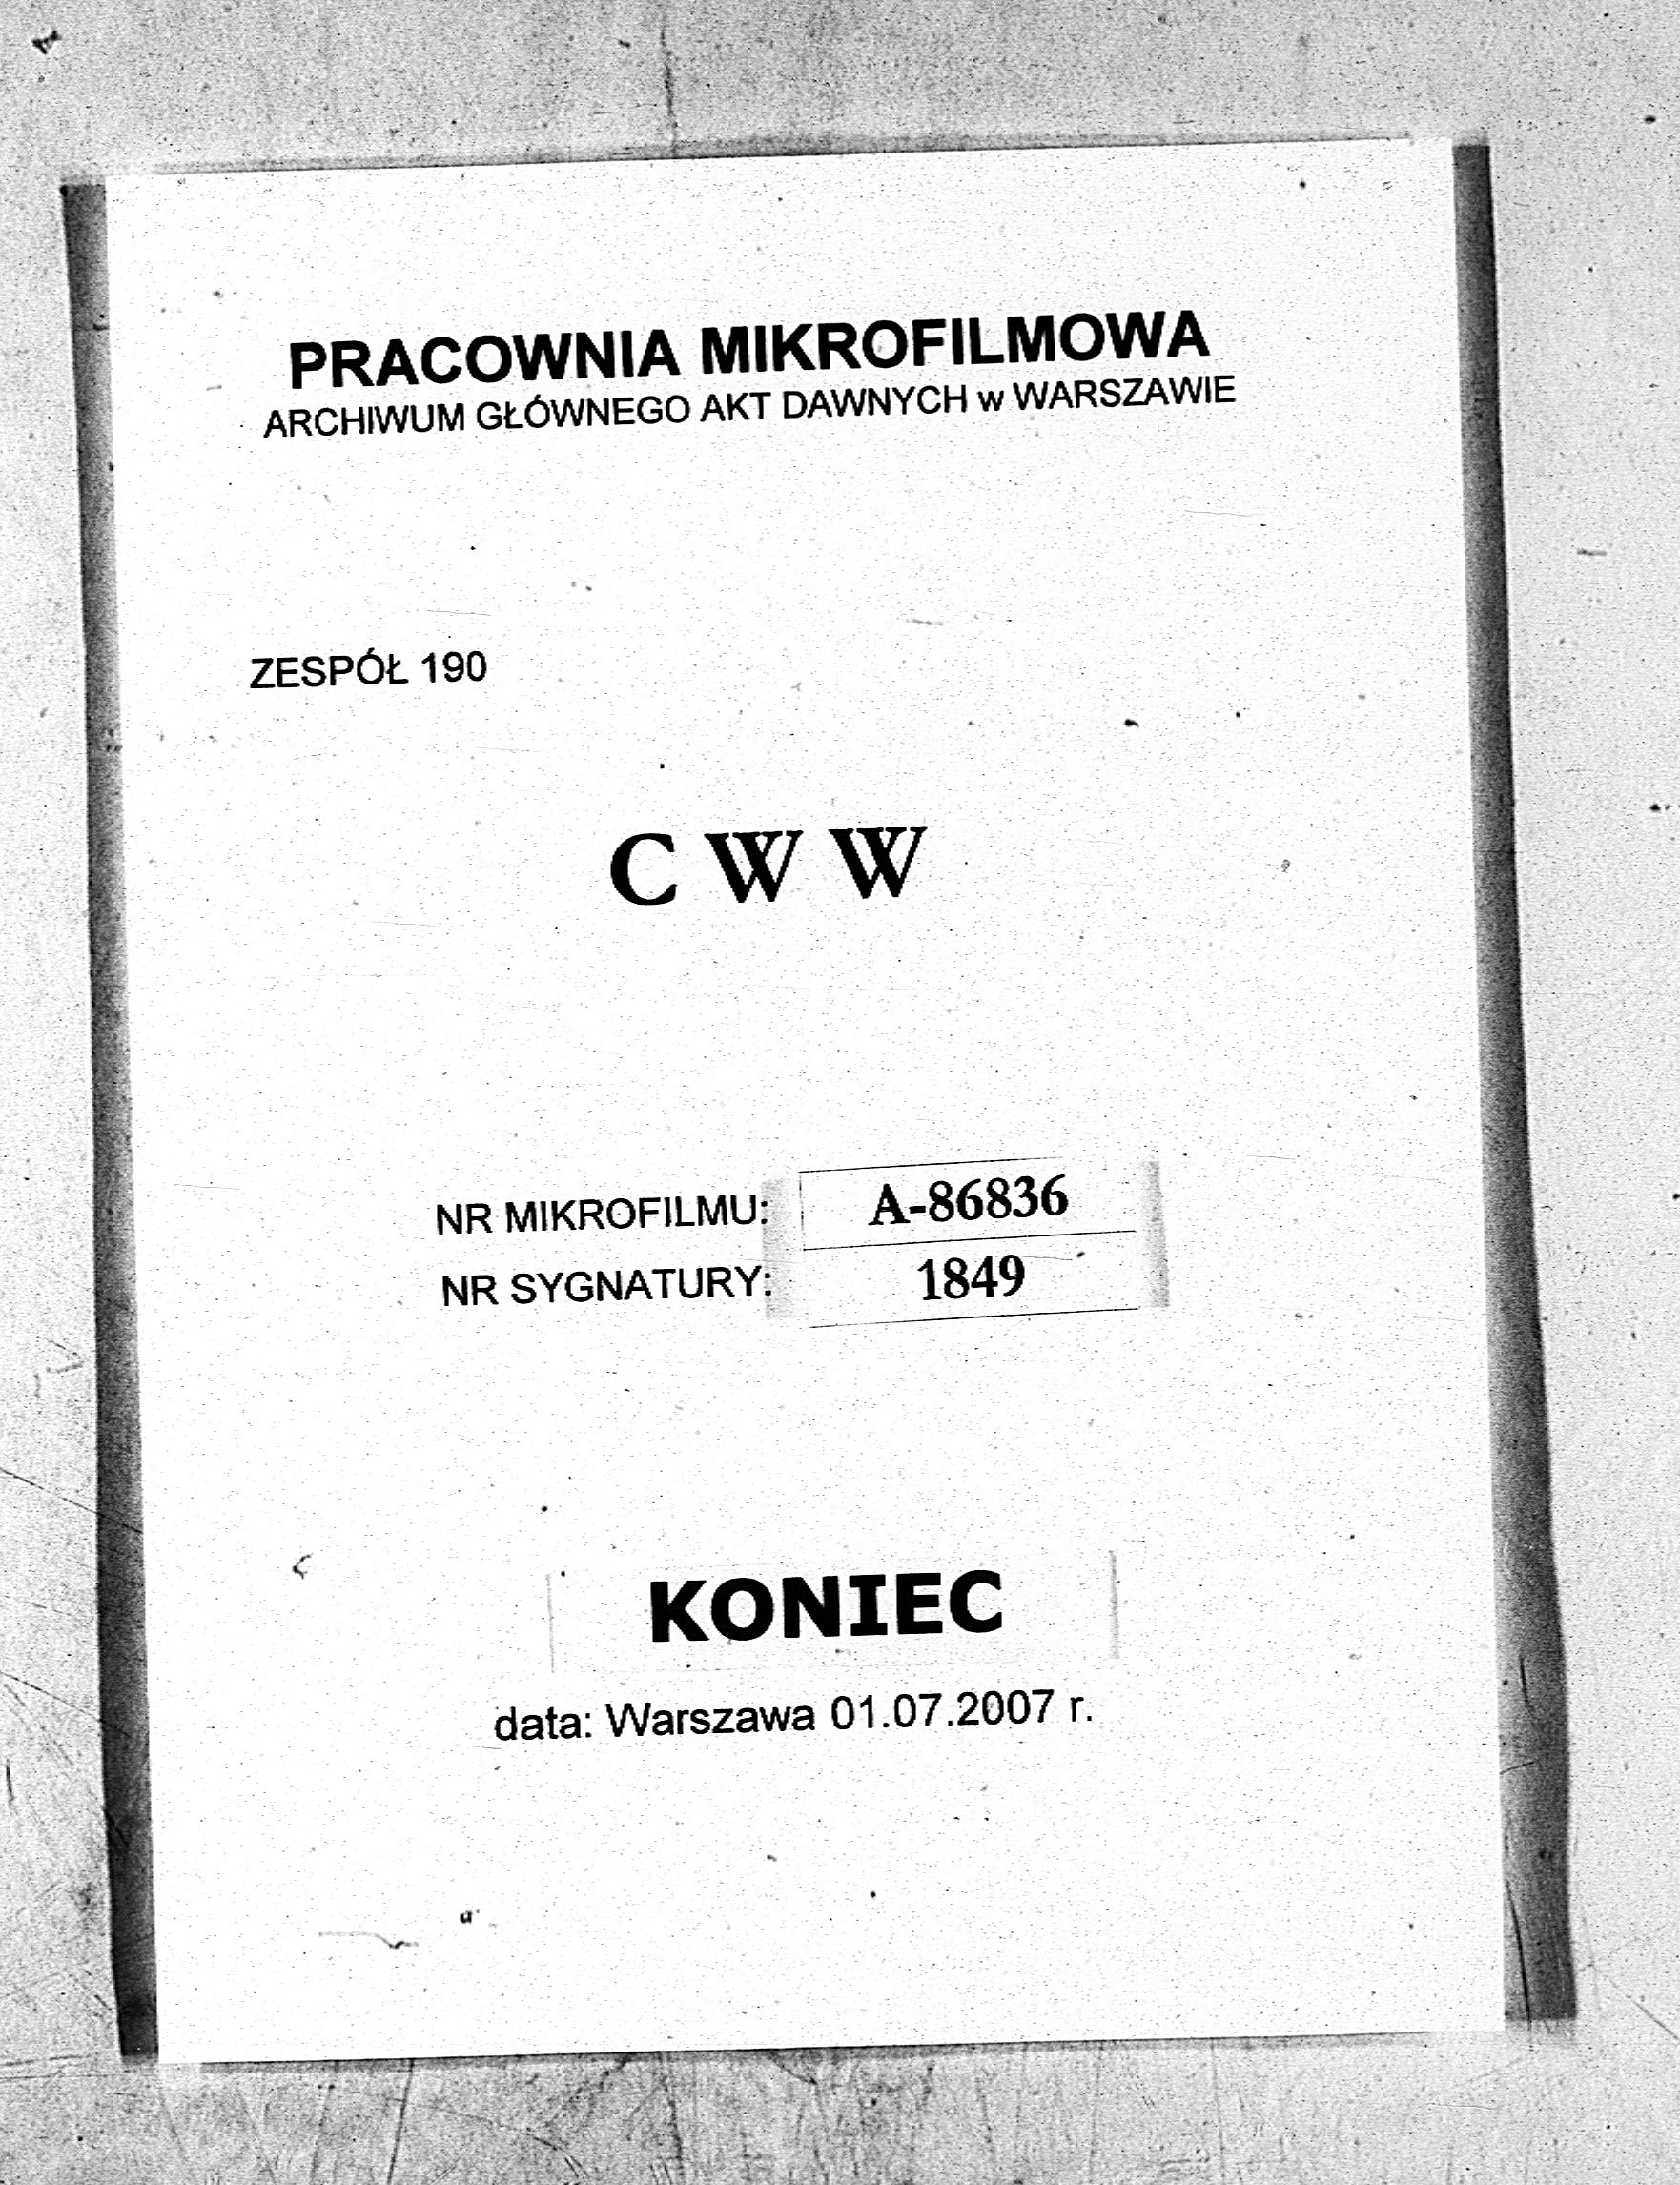 PRACOWNIA MIKROFILMOWA
ARCHIWUM GŁÓWNEGO AKT DAWNYCH w WARSZAWIE
ZESPÓŁ 190
C W W
NR MIKROFILMU: A-86836
NR SYGNATURY: 1849
KONIEC
data: Warszawa 01.07.2007 r.